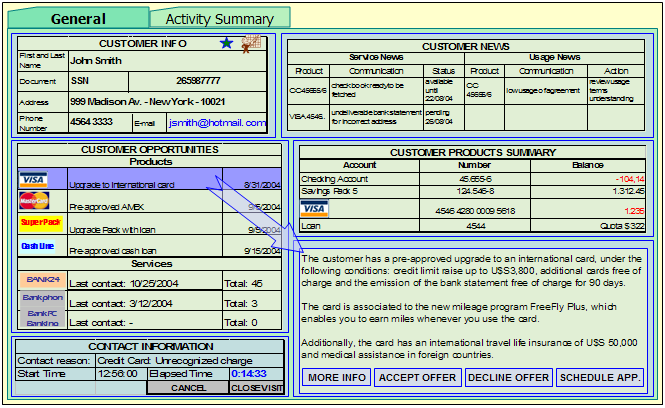 General
Activity Summary
CUSTOMER INFO
First and Last Name
John Smith
Document
SSN
265987777
Address
999 Madison Av. - New York - 10021
Phone Number
4564 3333
E-mail
jsmith@hotmail.com
CUSTOMER NEWS
Service News
Usage News
Product
Communication
Status
Product
Communication
Action
CC 45555/6
checkbook ready to be fetched
available until 22/08/04
CC 45555/6
low usage of agreement
review usage terms understanding
VISA 4545.
undeliverable bank statement for incorrect address
pending 26/08/04
CUSTOMER OPPORTUNITIES
Products
VISA
Upgrade to International card
8/31/2004
MasterCard
Pre-approved AMEX
9/5/2004
Super Pack
Upgrade Pack with loan
9/9/2004
Cash Line
Pre-approved cash loan
9/15/2004
Services
BANK24
Last contact: 10/25/2004
Total: 45
Bankphon
Last contact: 3/12/2004
Total: 3
BankPC
Banking
Last contact: -
Total: 0
CUSTOMER PRODUCTS SUMMARY
Account
Number
Balance
Checking Account
45.655-6
-104,14
Savings Pack 5
124.546-8
1.312.45
VISA
4546 4280 0009 5618
1.235
Loan
4544
Quota $ 322
The customer has a pre-approved upgrade to an international card, under the
following conditions: credit limit raise up to U$S3,800, additional cards free of
charge and the emission of the bank statement free of charge for 90 days.
The card is associated to the new mileage program FreeFly Plus, which
enables you to earn miles whenever you use the card.
Additionally, the card has an international travel life insurance of U$S 50,000
and medical assistance in foreign countries.
MORE INFO
ACCEPT OFFER
DECLINE OFFER
SCHEDULE APP.
CONTACT INFORMATION
Contact reason:
Credit Card: Unrecognized charge
Start Time
12:56:00
Elapsed Time
0:14:33
CANCEL
CLOSE VISIT